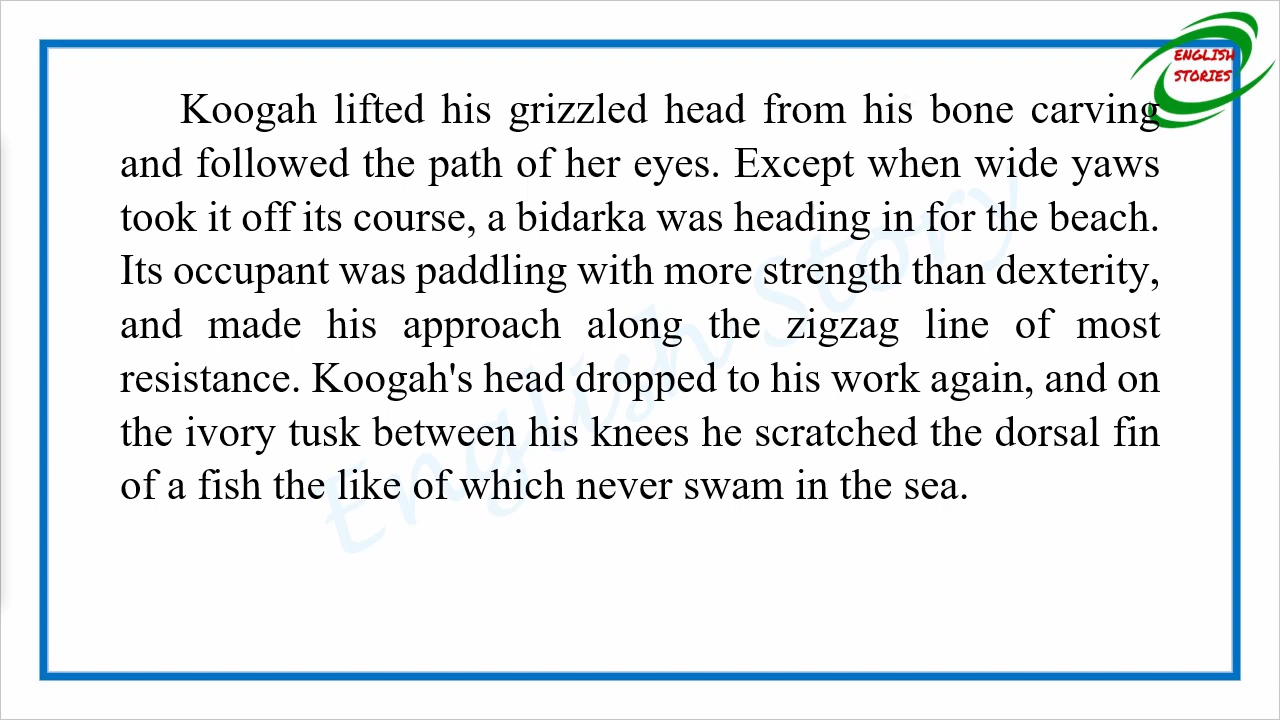 ENGLISH
STORIES
Koogah lifted his grizzled head from his bone carving
and followed the path of her eyes. Except when wide yaws
took it off its course, a bidarka was heading in for the beach.
Its occupant was paddling with more strength than dexterity,
and made his approach along the zigzag line of most
resistance. Koogah's head dropped to his work again, and on
the ivory tusk between his knees he scratched the dorsal fin
of a fish the like of which never swam in the sea.
English Story